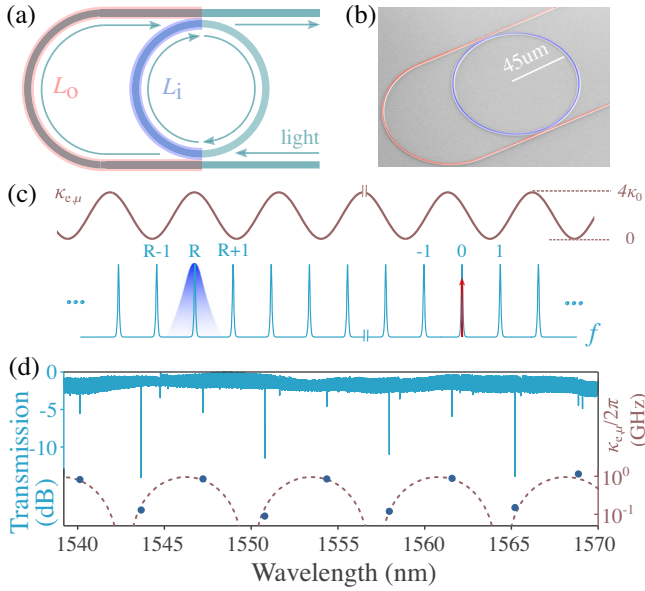 (a)
L_o
L_i
light
(b)
45um
(c)
κ_e,μ
4κ_0
0
R-1 R R+1 -1 0 1
... ...
f
(d)
Transmission
(dB)
0
-5
-10
κ_e,μ/2π
(GHz)
10^0
10^-1
1540 1545 1550 1555 1560 1565 1570
Wavelength (nm)